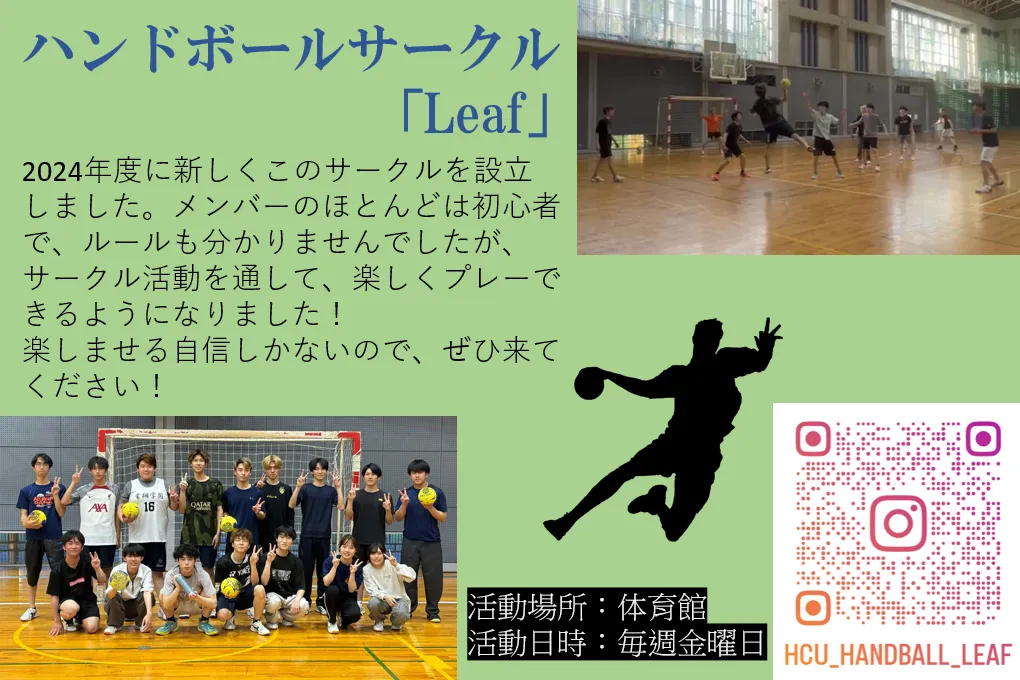 ハンドボールサークル
「Leaf」
2024年度に新しくこのサークルを設立
しました。メンバーのほとんどは初心者
で、ルールも分かりませんでしたが、
サークル活動を通して、楽しくプレーで
きるようになりました！
楽しませる自信しかないので、ぜひ来て
ください！
AXA
16
QATAR
YONEX
活動場所：体育館
活動日時：毎週金曜日
HCU_HANDBALL_LEAF